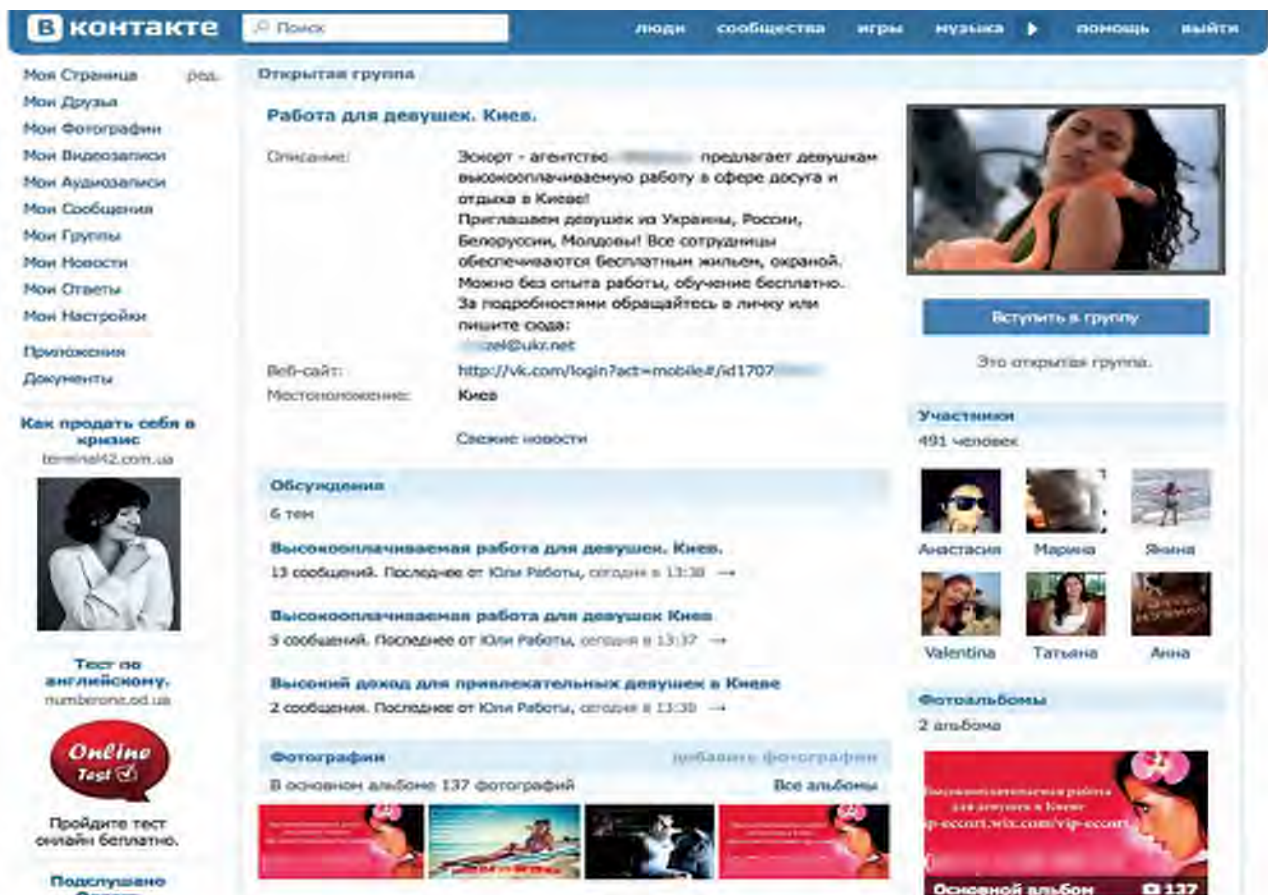 В контакте
Поиск
люди сообщества игры музыка помощь выйти
Моя Страница ред.
Мои Друзья
Мои Фотографии
Мои Видеозаписи
Мои Аудиозаписи
Мои Сообщения
Мои Группы
Мои Новости
Мои Ответы
Мои Настройки
Приложения
Документы
Как продать себя в
кризис
terminal42.com.ua
Тест по
английскому.
numberone.od.ua
Online
Test
Пройдите тест
онлайн бесплатно.
Подслушано
Открытая группа
Работа для девушек. Киев.
Описание:
Эскорт - агентство предлагает девушкам
высокооплачиваемую работу в сфере досуга и
отдыха в Киеве!
Приглашаем девушек из Украины, России,
Белоруссии, Молдовы! Все сотрудницы
обеспечиваются бесплатным жильем, охраной.
Можно без опыта работы, обучение бесплатно.
За подробностями обращайтесь в личку или
пишите сюда:
zel@ukr.net
Веб-сайт: http://vk.com/login?act=mobile#/id1707
Местоположение: Киев
Свежие новости
Обсуждения
6 тем
Высокооплачиваемая работа для девушек. Киев.
13 сообщений. Последнее от Юли Работы, сегодня в 13:38 →
Высокооплачиваемая работа для девушек Киев
5 сообщений. Последнее от Юли Работы, сегодня в 13:37 →
Высокий доход для привлекательных девушек в Киеве
2 сообщения. Последнее от Юли Работы, сегодня в 13:38 →
Фотографии добавить фотографии
В основном альбоме 137 фотографий Все альбомы
Вступить в группу
Это открытая группа.
Участники
491 человек
Анастасия Марина Янина
Valentina Татьяна Анна
Фотоальбомы
2 альбома
Высокооплачиваемая работа
для девушек в Киеве
Основной альбом 137